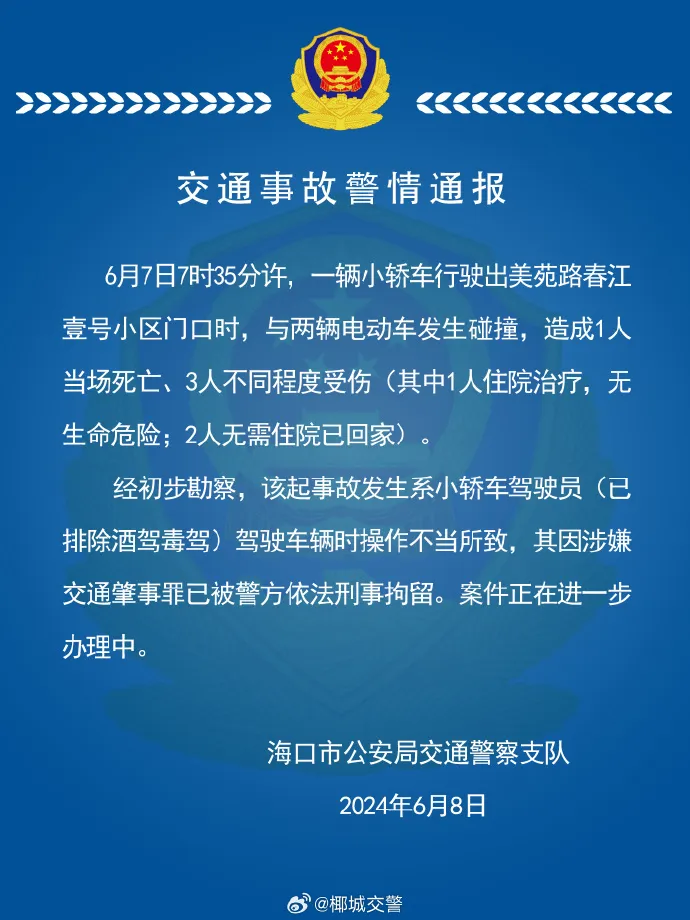 交通事故警情通报
6月7日7时35分许，一辆小轿车行驶出美苑路春江
壹号小区门口时，与两辆电动车发生碰撞，造成1人
当场死亡、3人不同程度受伤（其中1人住院治疗，无
生命危险；2人无需住院已回家）。
经初步勘察，该起事故发生系小轿车驾驶员（已
排除酒驾毒驾）驾驶车辆时操作不当所致，其因涉嫌
交通肇事罪已被警方依法刑事拘留。案件正在进一步
办理中。
海口市公安局交通警察支队
2024年6月8日
@椰城交警